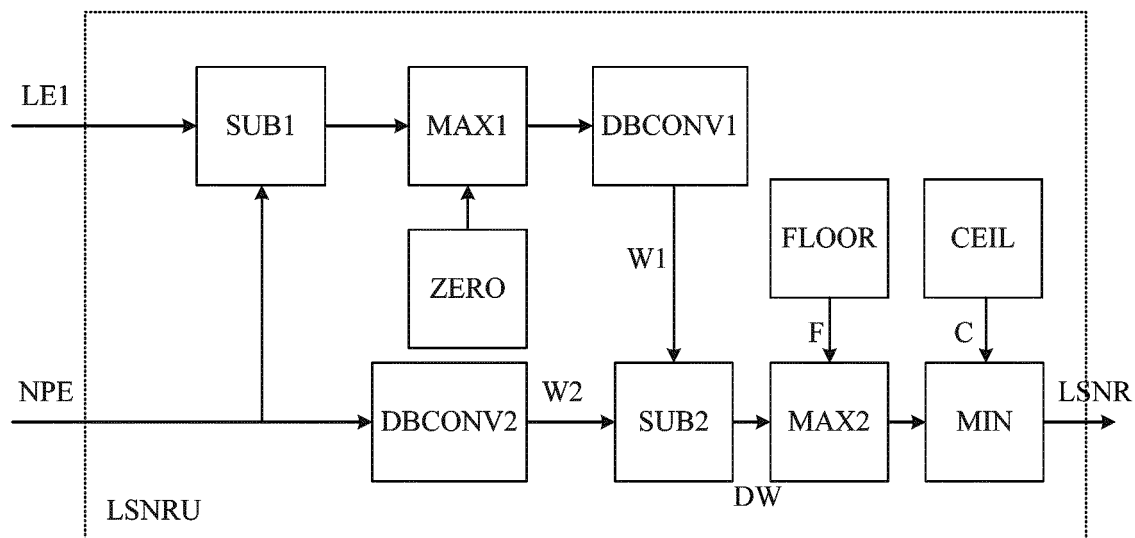 LE1
SUB1
MAX1
DBCONV1
FLOOR
CEIL
ZERO
W1
F
C
NPE
DBCONV2
W2
SUB2
MAX2
MIN
LSNR
DW
LSNRU